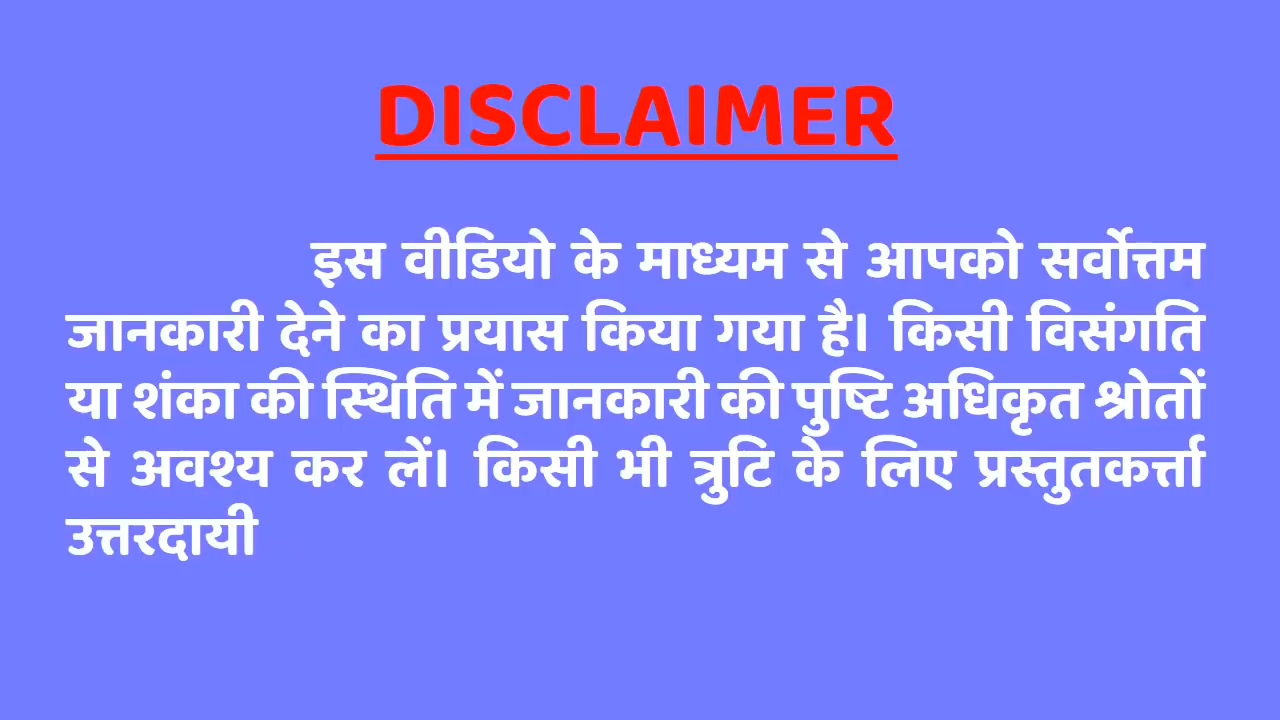 DISCLAIMER
इस वीडियो के माध्यम से आपको सर्वोत्तम
जानकारी देने का प्रयास किया गया है। किसी विसंगति
या शंका की स्थिति में जानकारी की पुष्टि अधिकृत श्रोतों
से अवश्य कर लें। किसी भी त्रुटि के लिए प्रस्तुतकर्त्ता
उत्तरदायी